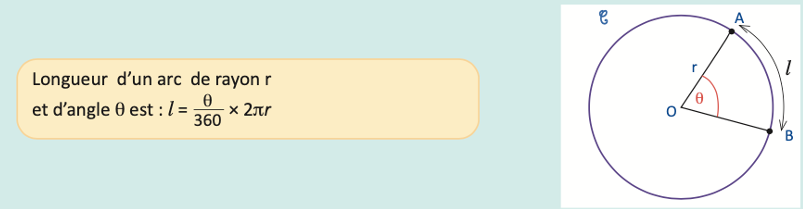 Longueur d’un arc de rayon r
et d’angle θ est : l = θ/360 × 2πr
𝒞
A
r
l
θ
O
B